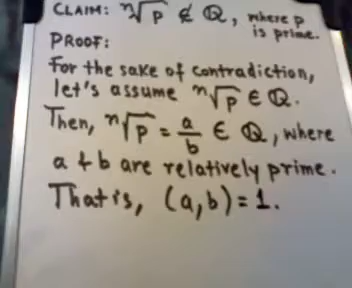 CLAIM: ⁿ√p ∉ ℚ, where p
is prime.
PROOF:
For the sake of contradiction,
let's assume ⁿ√p ∈ ℚ.
Then, ⁿ√p = a/b ∈ ℚ, where
a & b are relatively prime.
That is, (a,b)=1.